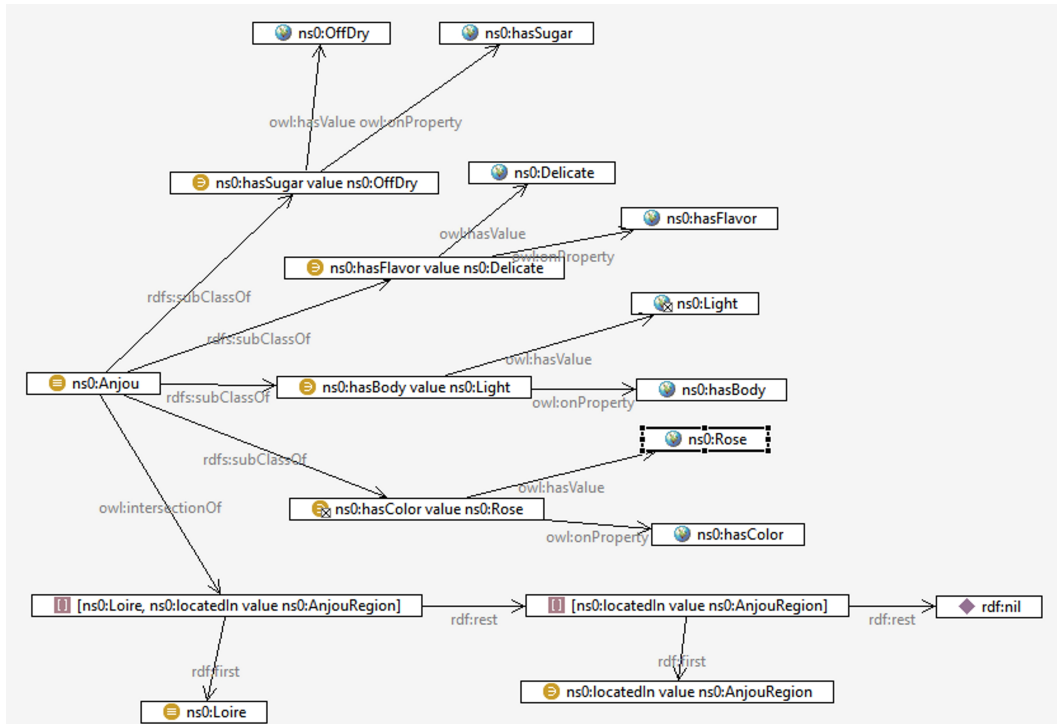 ns0:OffDry
ns0:hasSugar
owl:hasValue owl:onProperty
ns0:hasSugar value ns0:OffDry
ns0:Delicate
ns0:hasFlavor
owl:hasValue
owl:onProperty
ns0:hasFlavor value ns0:Delicate
rdfs:subClassOf
ns0:Light
rdfs:subClassOf
owl:hasValue
ns0:Anjou
ns0:hasBody value ns0:Light
ns0:hasBody
rdfs:subClassOf
owl:onProperty
ns0:Rose
rdfs:subClassOf
owl:hasValue
owl:intersectionOf
ns0:hasColor value ns0:Rose
ns0:hasColor
owl:onProperty
[ns0:Loire, ns0:locatedIn value ns0:AnjouRegion]
[ns0:locatedIn value ns0:AnjouRegion]
rdf:nil
rdf:rest
rdf:rest
rdf:first
rdf:first
ns0:locatedIn value ns0:AnjouRegion
ns0:Loire